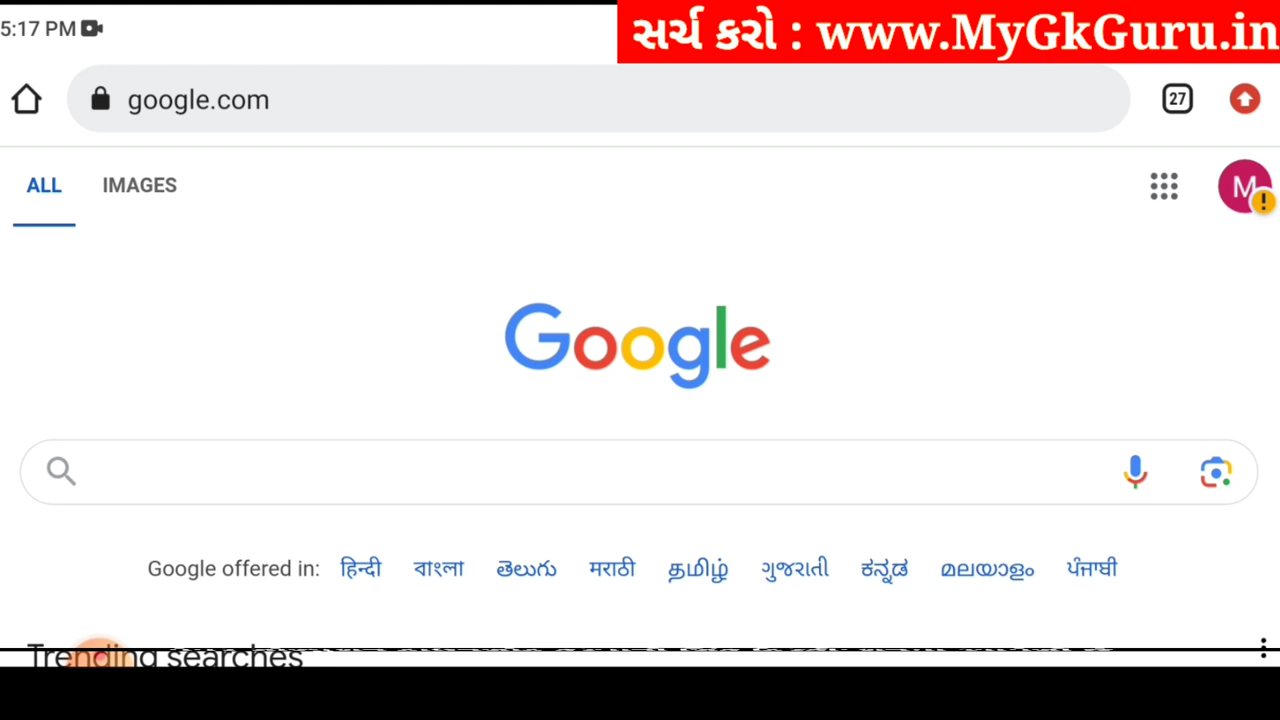 5:17 PM
સર્ચ કરો : www.MyGkGuru.in
google.com
27
ALL IMAGES
M
!
Google
Google offered in: हिन्दी বাংলা తెలుగు मराठी தமிழ் ગુજરાતી ಕನ್ನಡ മലയാളം ਪੰਜਾਬੀ
Trending searches